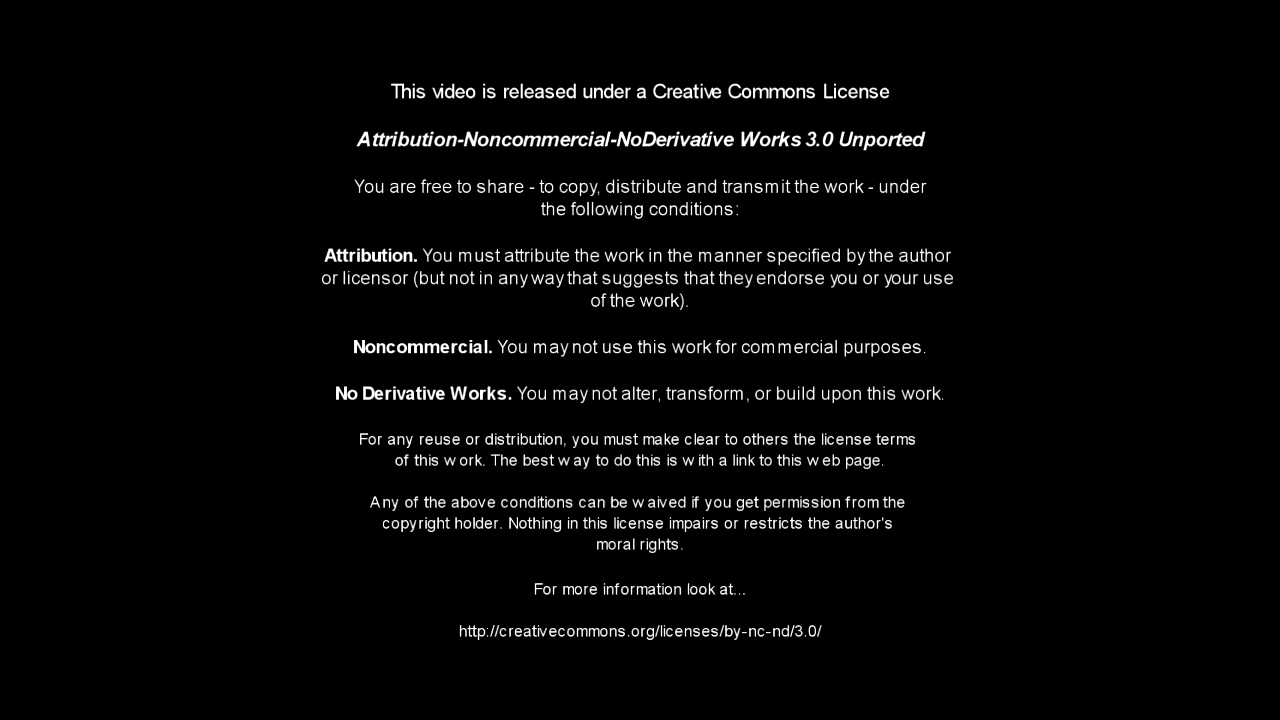 This video is released under a Creative Commons License
Attribution-Noncommercial-NoDerivative Works 3.0 Unported
You are free to share - to copy, distribute and transmit the work - under
the following conditions:
Attribution. You must attribute the work in the manner specified by the author
or licensor (but not in any way that suggests that they endorse you or your use
of the work).
Noncommercial. You may not use this work for commercial purposes.
No Derivative Works. You may not alter, transform, or build upon this work.
For any reuse or distribution, you must make clear to others the license terms
of this work. The best way to do this is with a link to this web page.
Any of the above conditions can be waived if you get permission from the
copyright holder. Nothing in this license impairs or restricts the author's
moral rights.
For more information look at...
http://creativecommons.org/licenses/by-nc-nd/3.0/